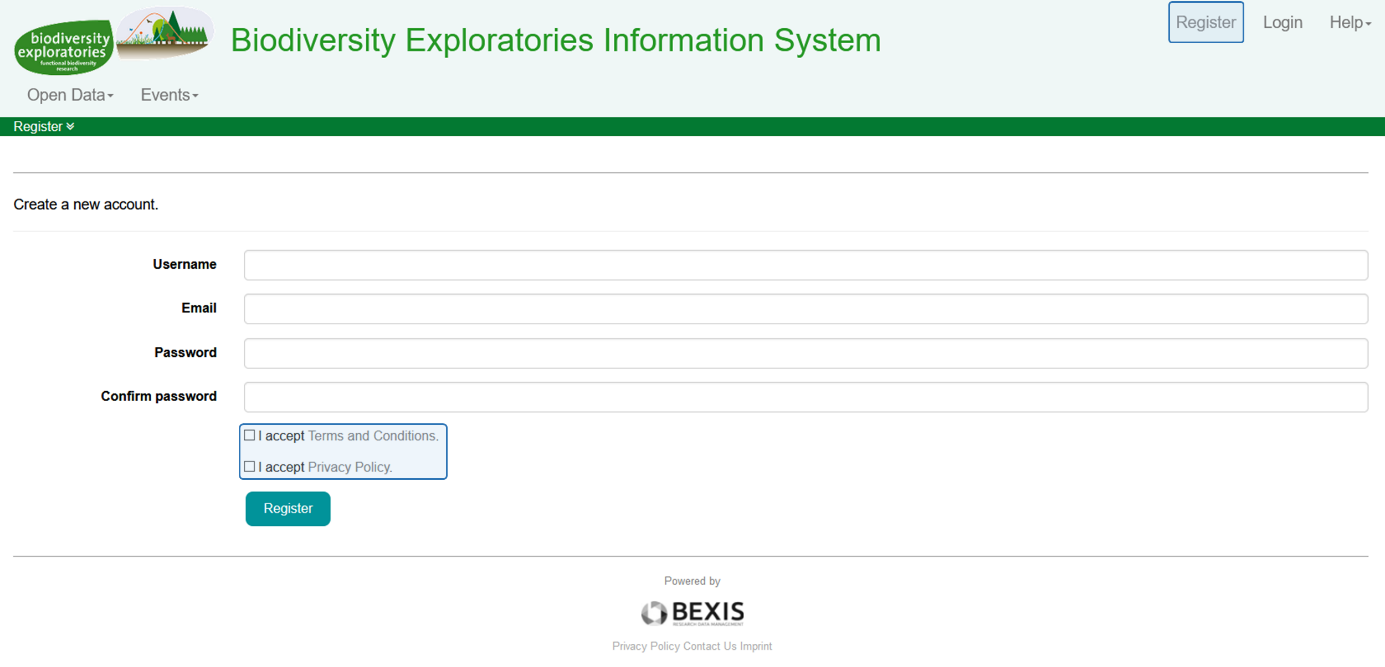 biodiversity
exploratories
functional biodiversity
research
Biodiversity Exploratories Information System
Register Login Help
Open Data Events
Register
Create a new account.
Username
Email
Password
Confirm password
I accept Terms and Conditions.
I accept Privacy Policy.
Register
Powered by
BEXIS
RESEARCH DATA MANAGEMENT
Privacy Policy Contact Us Imprint